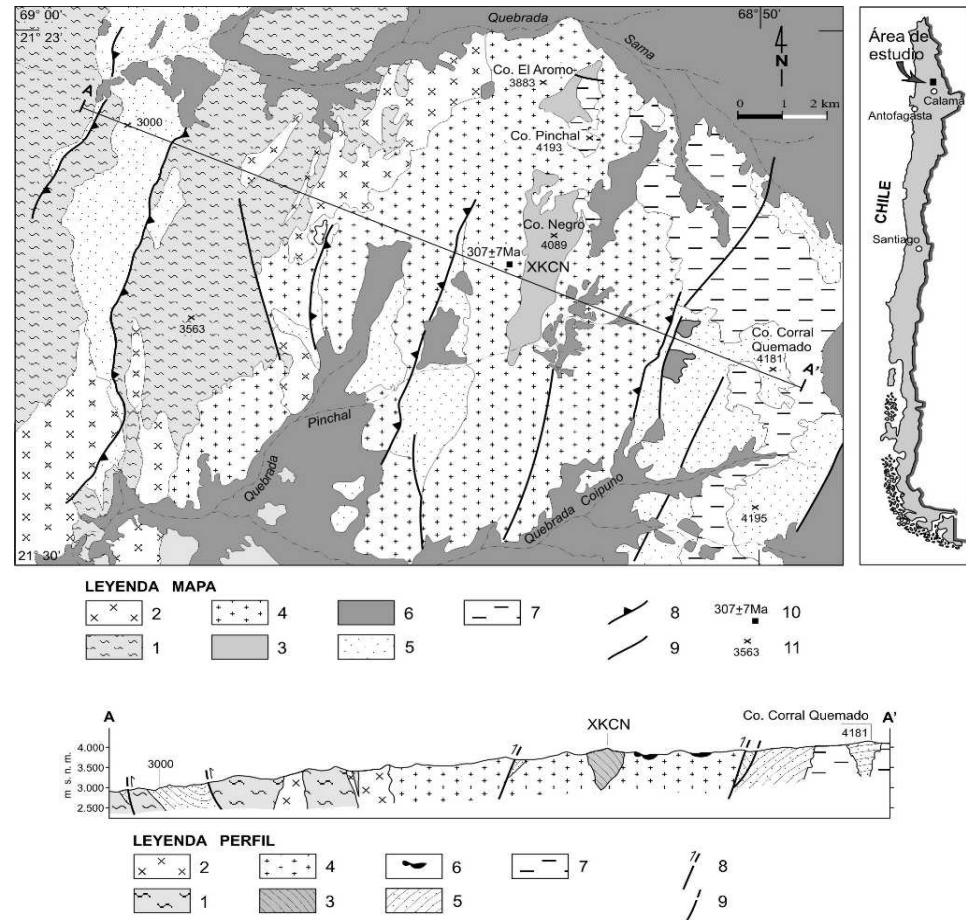 69° 00'
21° 23'
68° 50'
Quebrada
Sama
Co. El Aromo
3883
N
0 1 2 km
A
3000
Co. Pinchal
4193
Co. Negro
4089
307±7Ma
XKCN
3563
Co. Corral
Quemado
4181
A'
Pinchal
Quebrada
Quebrada Coipuno
4195
21° 30'
Área de
estudio
Calama
Antofagasta
CHILE
Santiago
LEYENDA MAPA
2 4 6 7 8 307±7Ma 10
1 3 5 9 3563 11
A XKCN Co. Corral Quemado A'
4181
3000
m s. n. m.
4.000
3.500
3.000
2.500
LEYENDA PERFIL
2 4 6 7 8
1 3 5 9